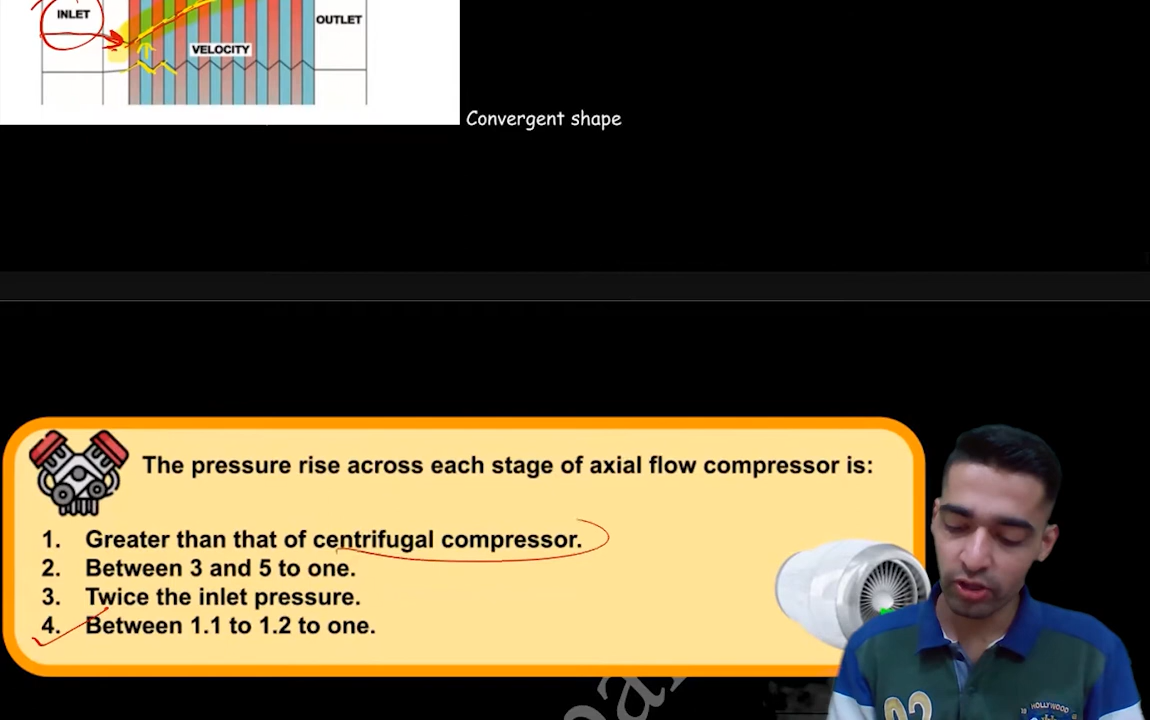 INLET
OUTLET
VELOCITY
Convergent shape
The pressure rise across each stage of axial flow compressor is:
1. Greater than that of centrifugal compressor.
2. Between 3 and 5 to one.
3. Twice the inlet pressure.
4. Between 1.1 to 1.2 to one.
HOLLYWOOD